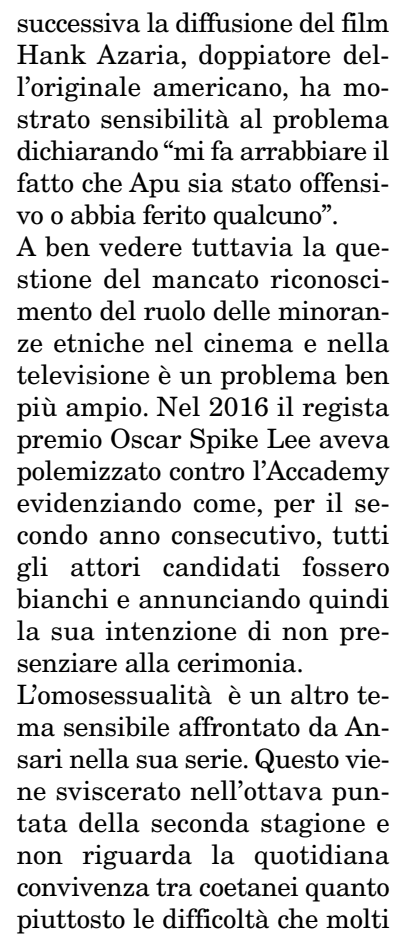 successiva la diffusione del film
Hank Azaria, doppiatore del-
l'originale americano, ha mo-
strato sensibilità al problema
dichiarando “mi fa arrabbiare il
fatto che Apu sia stato offensi-
vo o abbia ferito qualcuno”.
A ben vedere tuttavia la que-
stione del mancato riconosci-
mento del ruolo delle minoran-
ze etniche nel cinema e nella
televisione è un problema ben
più ampio. Nel 2016 il regista
premio Oscar Spike Lee aveva
polemizzato contro l'Accademy
evidenziando come, per il se-
condo anno consecutivo, tutti
gli attori candidati fossero
bianchi e annunciando quindi
la sua intenzione di non pre-
senziare alla cerimonia.
L'omosessualità è un altro te-
ma sensibile affrontato da An-
sari nella sua serie. Questo vie-
ne sviscerato nell'ottava pun-
tata della seconda stagione e
non riguarda la quotidiana
convivenza tra coetanei quanto
piuttosto le difficoltà che molti